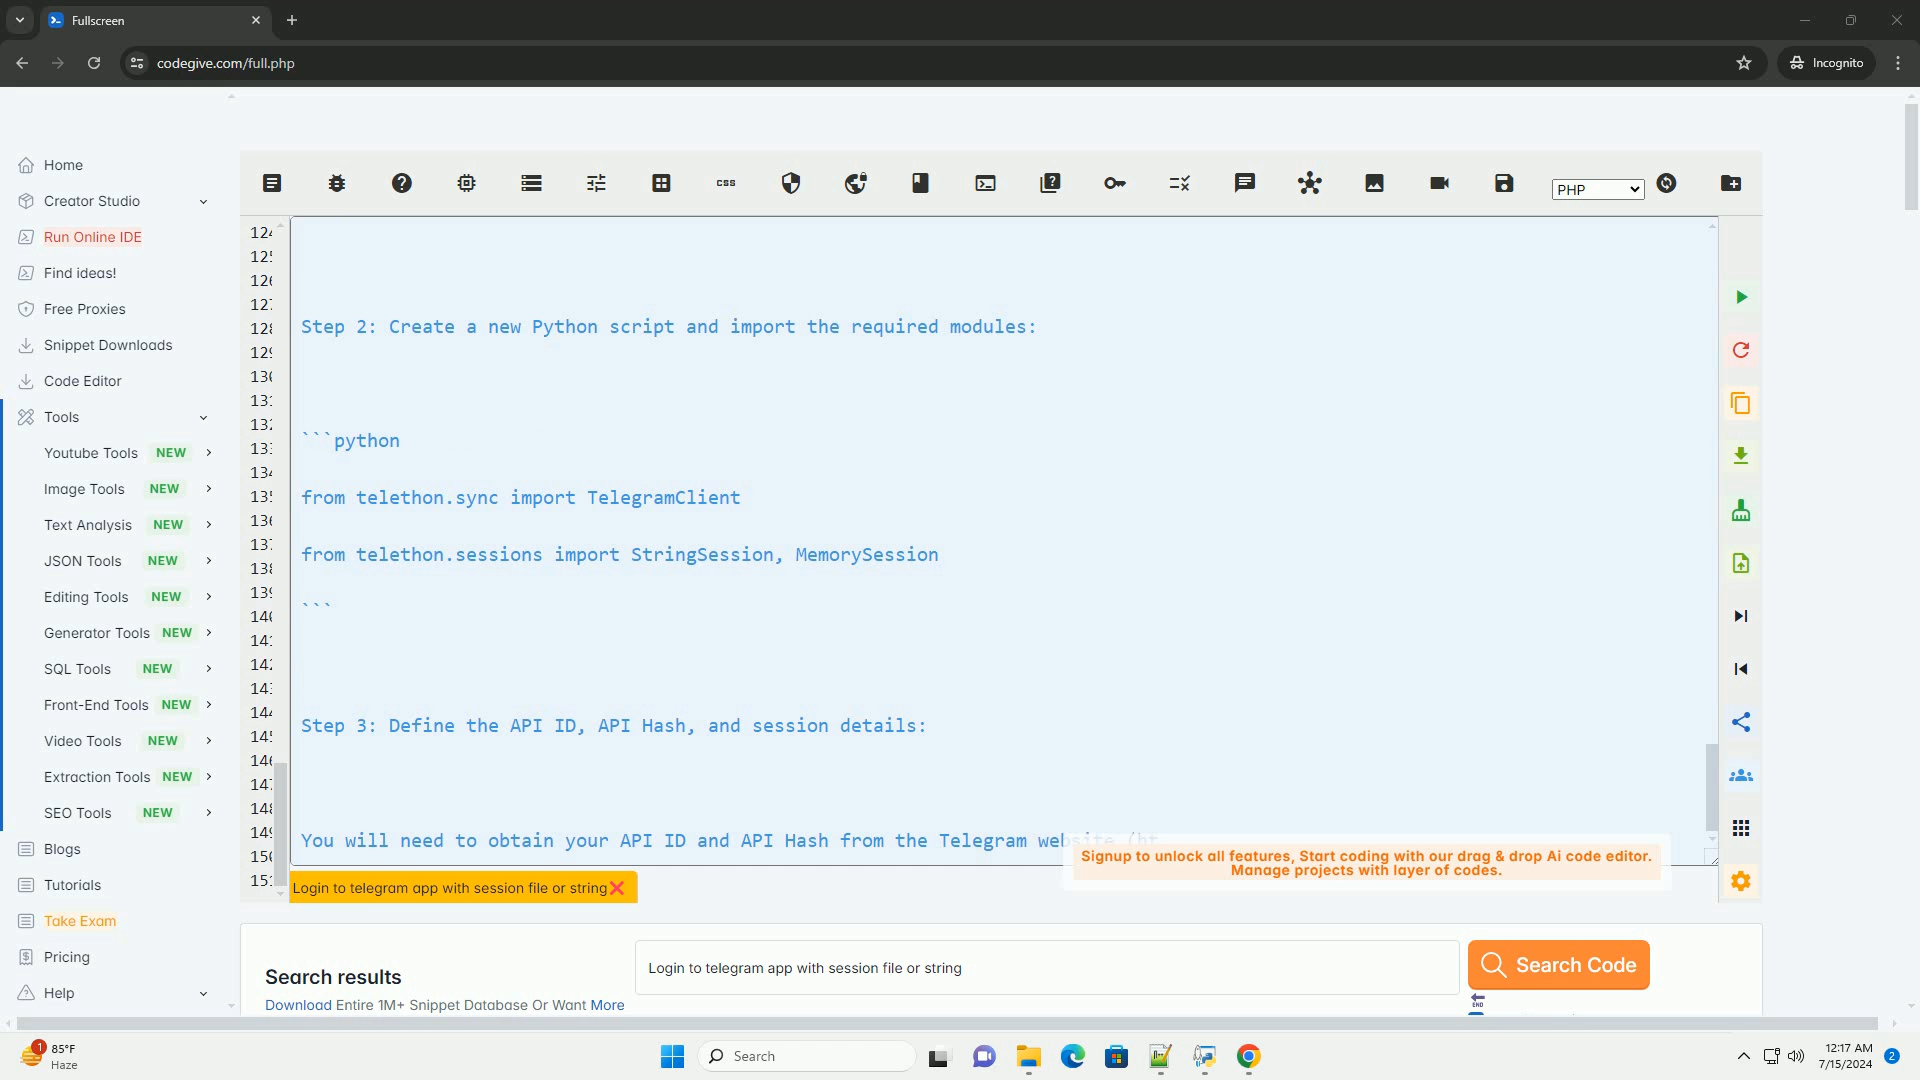 Fullscreen
codegive.com/full.php
Incognito
Home
Creator Studio
Run Online IDE
Find ideas!
Free Proxies
Snippet Downloads
Code Editor
Tools
Youtube Tools NEW
Image Tools NEW
Text Analysis NEW
JSON Tools NEW
Editing Tools NEW
Generator Tools NEW
SQL Tools NEW
Front-End Tools NEW
Video Tools NEW
Extraction Tools NEW
SEO Tools NEW
Blogs
Tutorials
Take Exam
Pricing
Help
css
PHP
Step 2: Create a new Python script and import the required modules:
```python
from telethon.sync import TelegramClient
from telethon.sessions import StringSession, MemorySession
```
Step 3: Define the API ID, API Hash, and session details:
You will need to obtain your API ID and API Hash from the Telegram website (ht
Signup to unlock all features, Start coding with our drag & drop Ai code editor.
Manage projects with layer of codes.
Login to telegram app with session file or string
Search results
Download Entire 1M+ Snippet Database Or Want More
Login to telegram app with session file or string
Search Code
END
1
85°F
Haze
Search
12:17 AM
7/15/2024
2